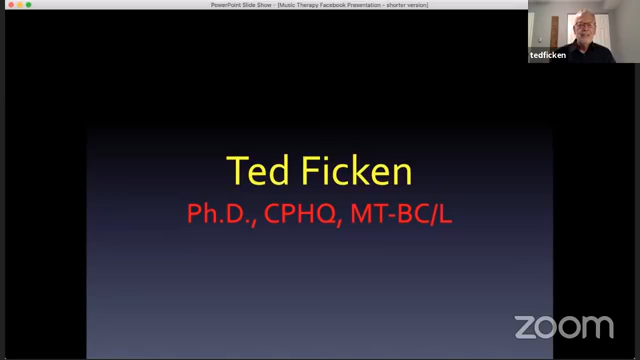 PowerPoint Slide Show - [Music Therapy Facebook Presentation - shorter version]
tedficken
Ted Ficken
Ph.D., CPHQ, MT-BC/L
zoom